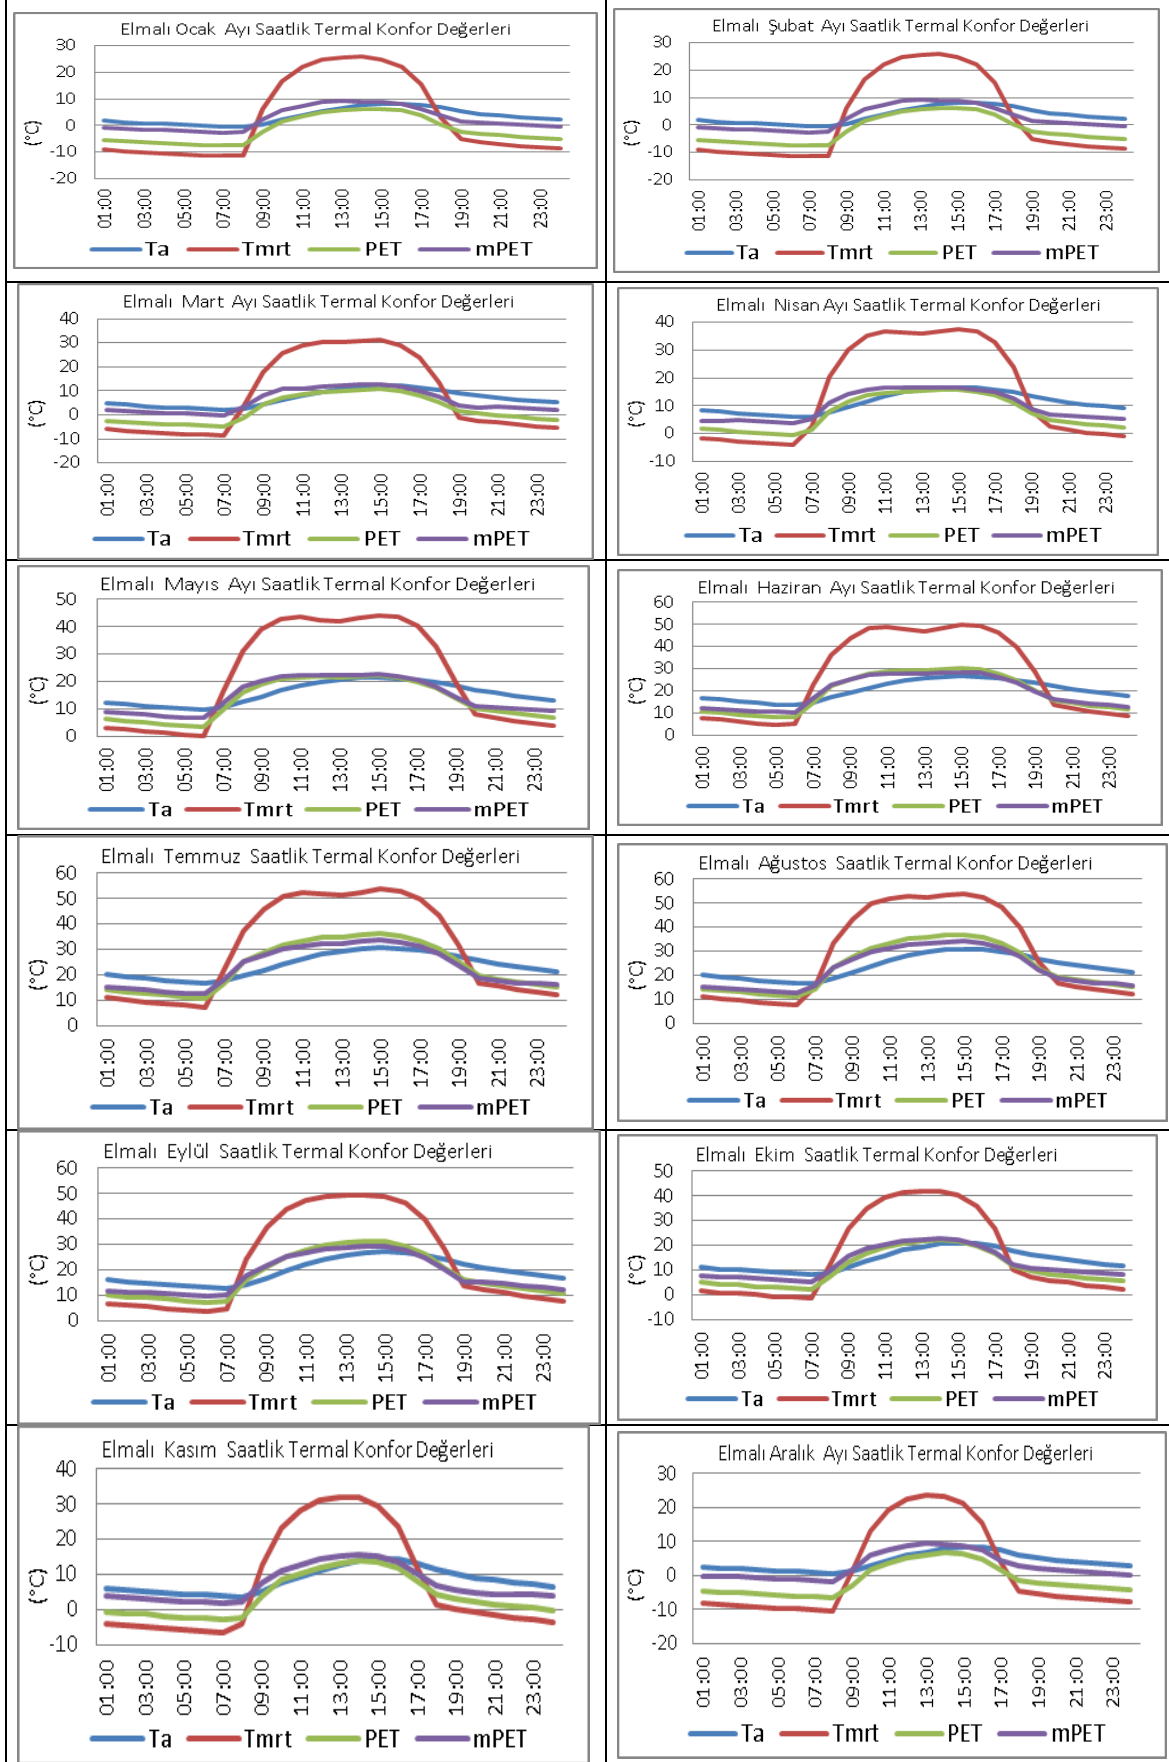 Elmalı Ocak Ayı Saatlik Termal Konfor Değerleri
(°C)
30
20
10
0
-10
-20
01:00 03:00 05:00 07:00 09:00 11:00 13:00 15:00 17:00 19:00 21:00 23:00
Ta Tmrt PET mPET
Elmalı Şubat Ayı Saatlik Termal Konfor Değerleri
(°C)
30
20
10
0
-10
-20
01:00 03:00 05:00 07:00 09:00 11:00 13:00 15:00 17:00 19:00 21:00 23:00
Ta Tmrt PET mPET
Elmalı Mart Ayı Saatlik Termal Konfor Değerleri
(°C)
40
30
20
10
0
-10
-20
01:00 03:00 05:00 07:00 09:00 11:00 13:00 15:00 17:00 19:00 21:00 23:00
Ta Tmrt PET mPET
Elmalı Nisan Ayı Saatlik Termal Konfor Değerleri
(°C)
40
30
20
10
0
-10
01:00 03:00 05:00 07:00 09:00 11:00 13:00 15:00 17:00 19:00 21:00 23:00
Ta Tmrt PET mPET
Elmalı Mayıs Ayı Saatlik Termal Konfor Değerleri
(°C)
50
40
30
20
10
0
01:00 03:00 05:00 07:00 09:00 11:00 13:00 15:00 17:00 19:00 21:00 23:00
Ta Tmrt PET mPET
Elmalı Haziran Ayı Saatlik Termal Konfor Değerleri
(°C)
60
50
40
30
20
10
0
01:00 03:00 05:00 07:00 09:00 11:00 13:00 15:00 17:00 19:00 21:00 23:00
Ta Tmrt PET mPET
Elmalı Temmuz Saatlik Termal Konfor Değerleri
(°C)
60
50
40
30
20
10
0
01:00 03:00 05:00 07:00 09:00 11:00 13:00 15:00 17:00 19:00 21:00 23:00
Ta Tmrt PET mPET
Elmalı Ağustos Saatlik Termal Konfor Değerleri
(°C)
60
50
40
30
20
10
0
01:00 03:00 05:00 07:00 09:00 11:00 13:00 15:00 17:00 19:00 21:00 23:00
Ta Tmrt PET mPET
Elmalı Eylül Saatlik Termal Konfor Değerleri
(°C)
60
50
40
30
20
10
0
01:00 03:00 05:00 07:00 09:00 11:00 13:00 15:00 17:00 19:00 21:00 23:00
Ta Tmrt PET mPET
Elmalı Ekim Saatlik Termal Konfor Değerleri
(°C)
50
40
30
20
10
0
-10
01:00 03:00 05:00 07:00 09:00 11:00 13:00 15:00 17:00 19:00 21:00 23:00
Ta Tmrt PET mPET
Elmalı Kasım Saatlik Termal Konfor Değerleri
(°C)
40
30
20
10
0
-10
01:00 03:00 05:00 07:00 09:00 11:00 13:00 15:00 17:00 19:00 21:00 23:00
Ta Tmrt PET mPET
Elmalı Aralık Ayı Saatlik Termal Konfor Değerleri
(°C)
30
20
10
0
-10
-20
01:00 03:00 05:00 07:00 09:00 11:00 13:00 15:00 17:00 19:00 21:00 23:00
Ta Tmrt PET mPET